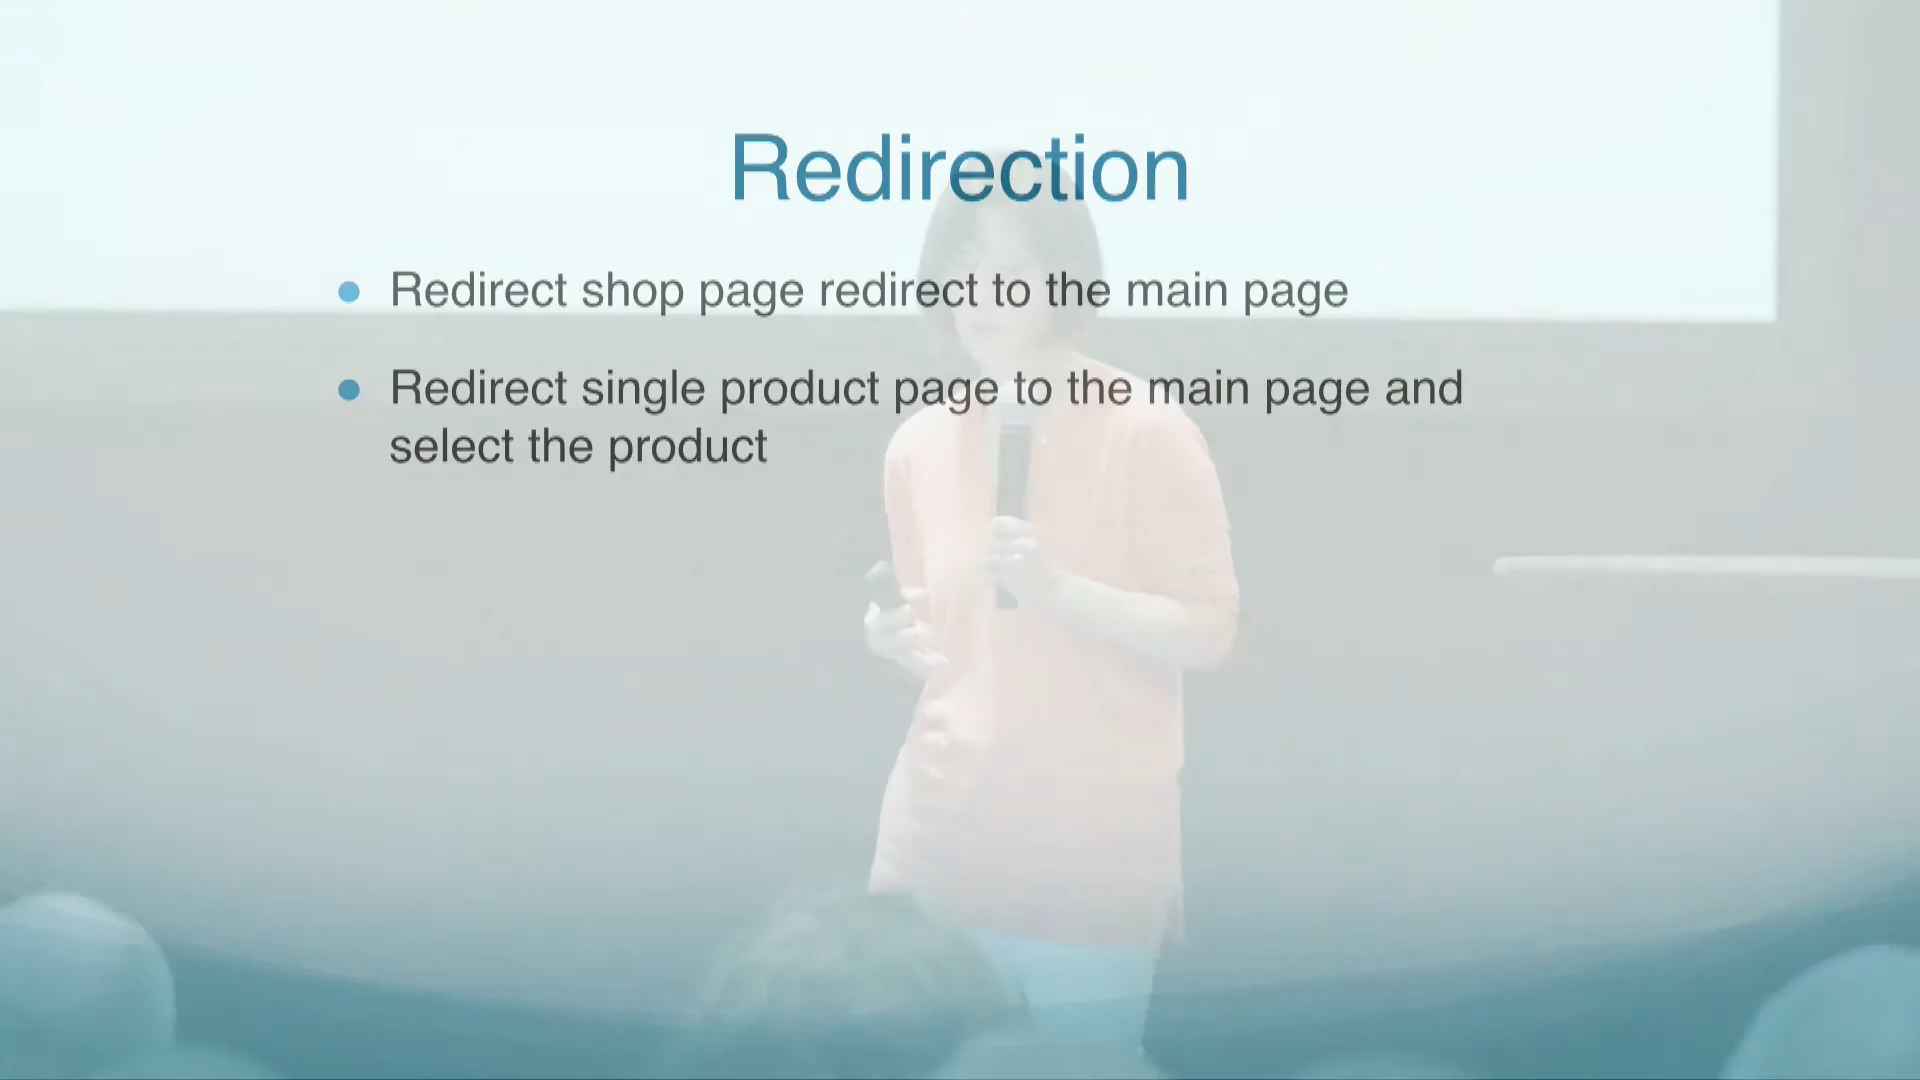 Redirection
Redirect shop page redirect to the main page
Redirect single product page to the main page and
select the product